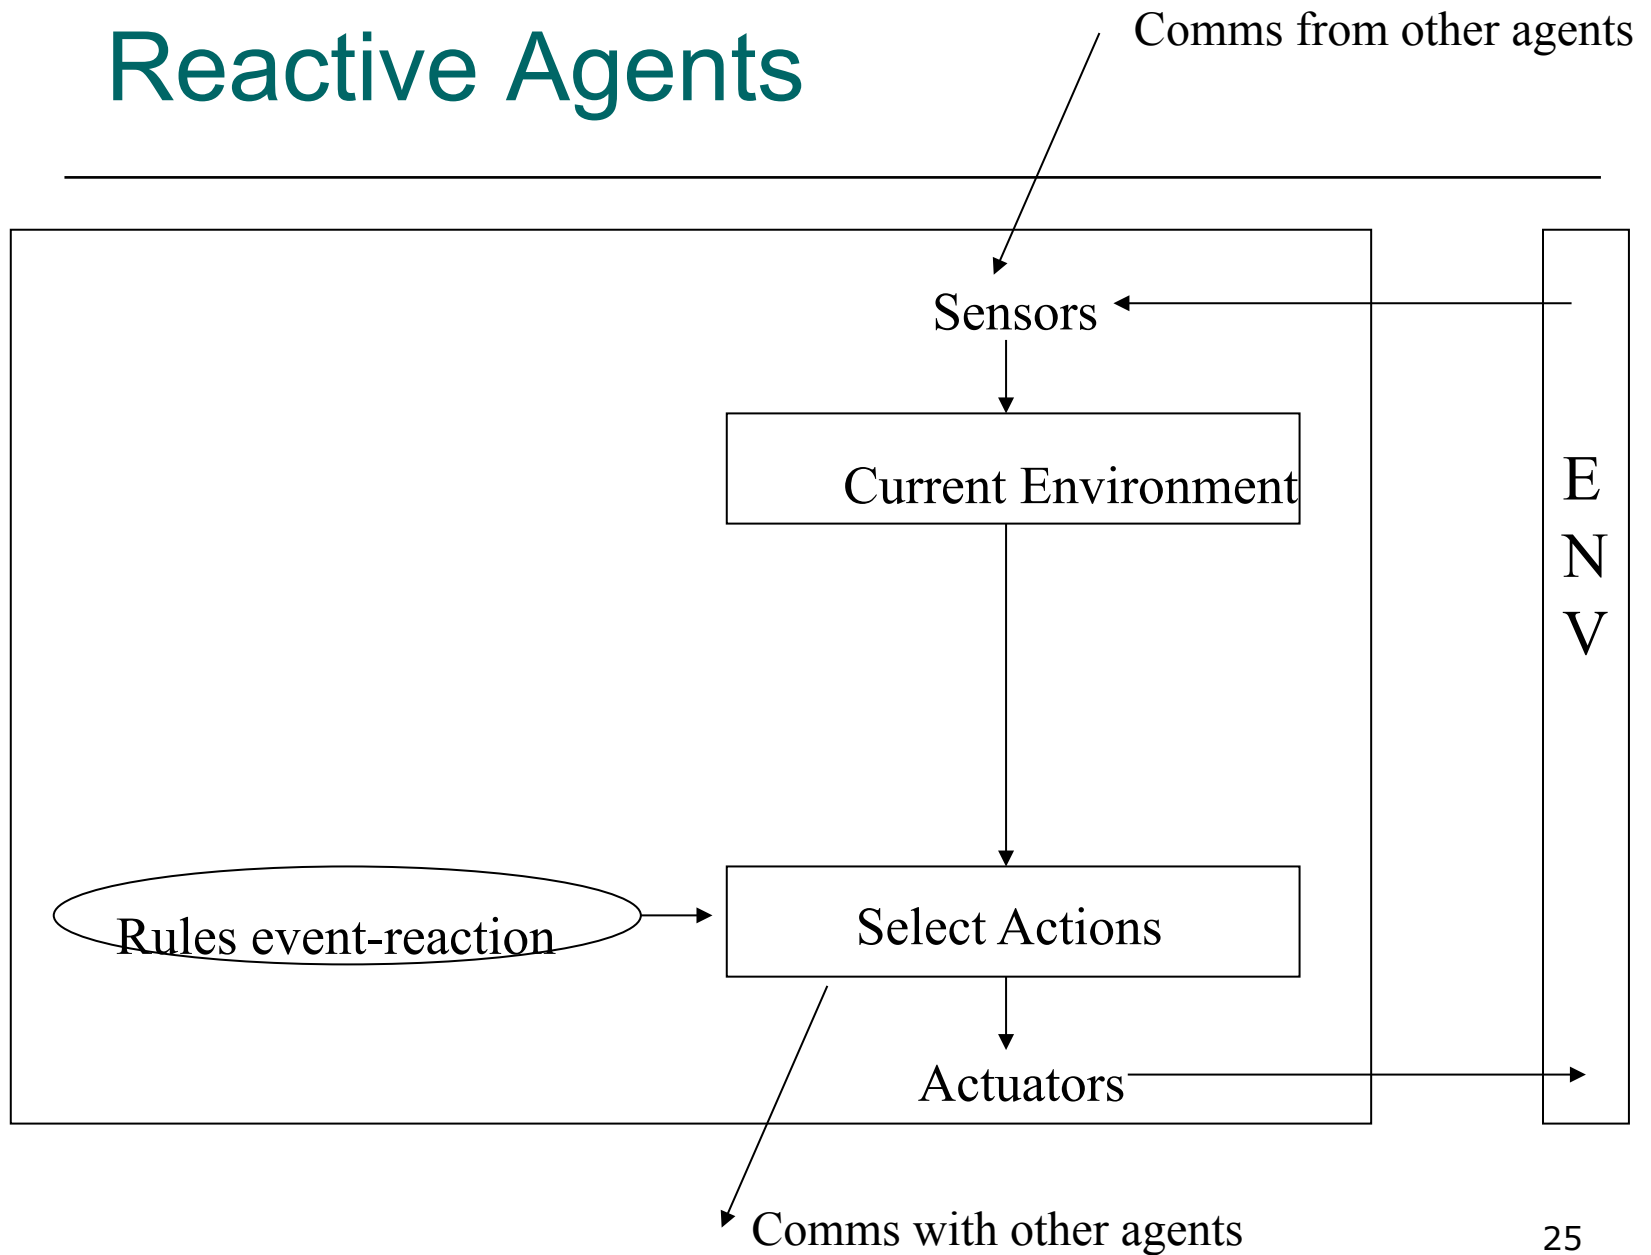 Reactive Agents
Comms from other agents
Sensors
Current Environment
E
N
V
Rules event-reaction
Select Actions
Actuators
Comms with other agents
25